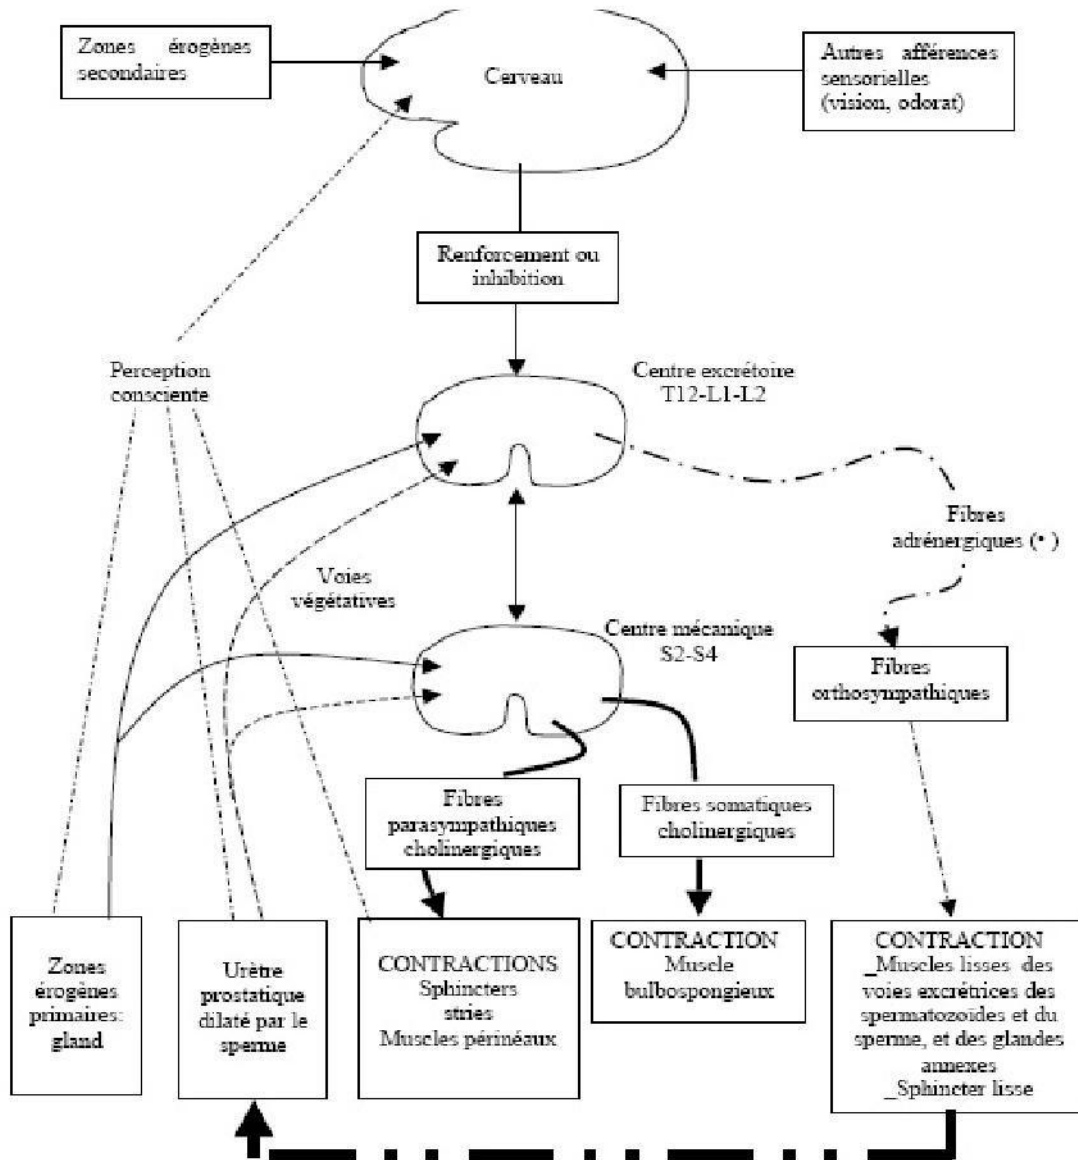 Zones érogènes
secondaires
Cerveau
Autres afférences
sensorielles
(vision, odorat)
Renforcement ou
inhibition
Perception
consciente
Centre excrétoire
T12-L1-L2
Fibres
adrénergiques (• )
Voies
végétatives
Centre mécanique
S2-S4
Fibres
orthosympathiques
Fibres
parasympathiques
cholinergiques
Fibres somatiques
cholinergiques
Zones
érogènes
primaires:
gland
Urètre
prostatique
dilaté par le
sperme
CONTRACTIONS
Sphincters
stries
Muscles périnéaux
CONTRACTION
Muscle
bulbospongieux
CONTRACTION
_Muscles lisses des
voies excrétrices des
spermatozoïdes et du
sperme, et des glandes
annexes
_Sphincter lisse